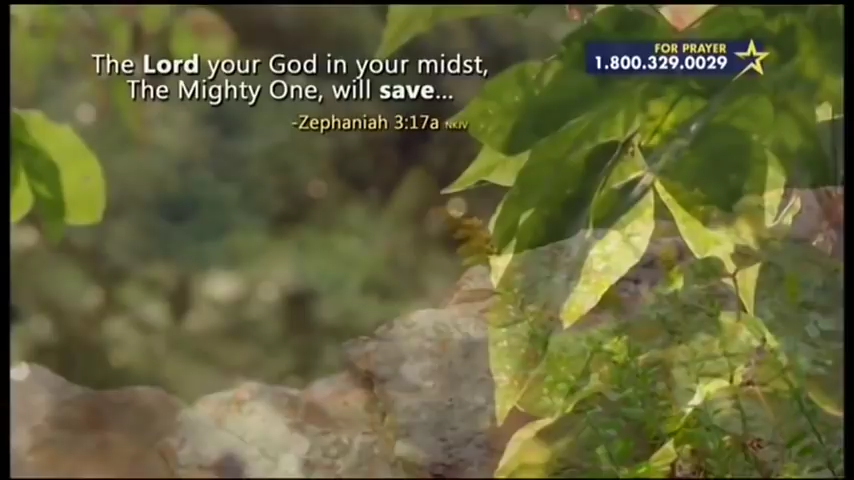 The Lord your God in your midst,
The Mighty One, will save...
-Zephaniah 3:17a NKJV
FOR PRAYER
1.800.329.0029